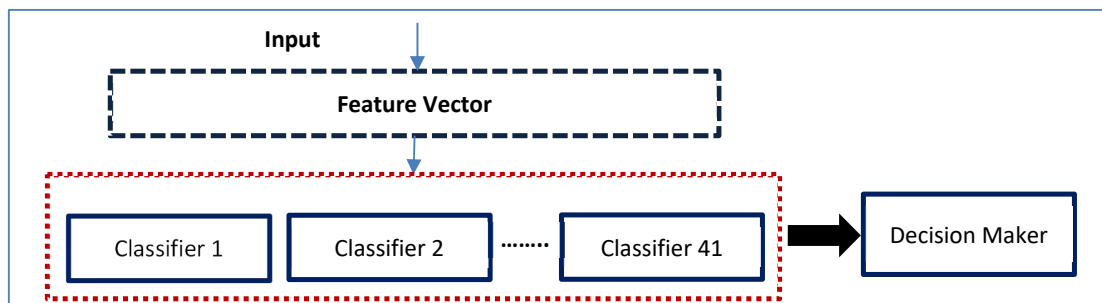 Input
Feature Vector
Classifier 1
Classifier 2
........
Classifier 41
Decision Maker